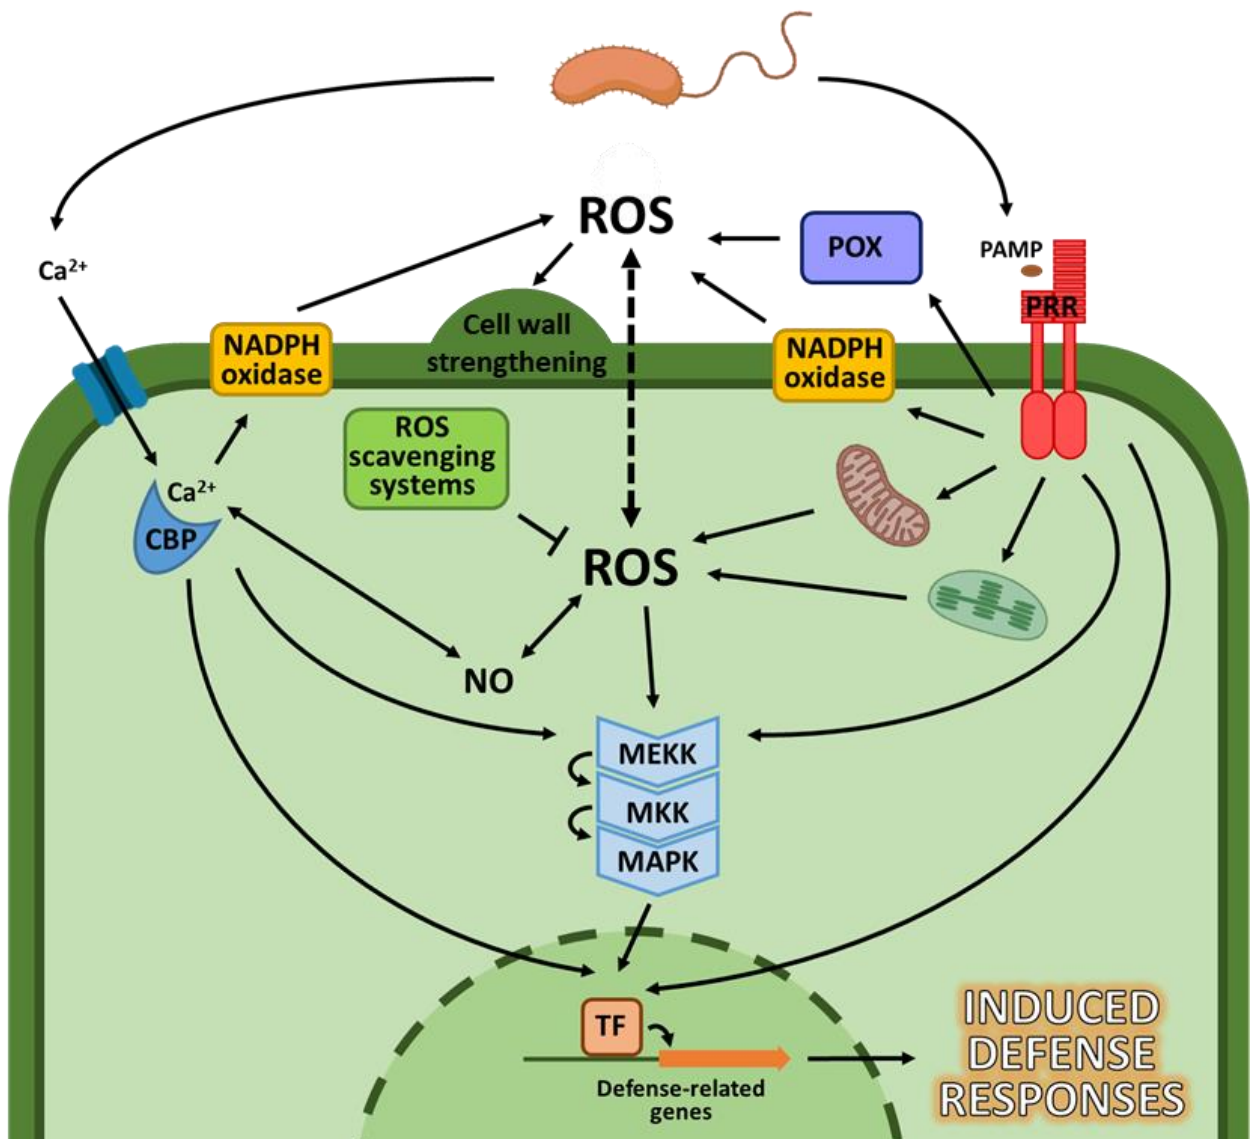 ROS
POX
PAMP
Ca²⁺
PRR
Cell wall
strengthening
NADPH
oxidase
NADPH
oxidase
ROS
scavenging
systems
Ca²⁺
CBP
ROS
NO
MEKK
MKK
MAPK
TF
Defense-related
genes
INDUCED
DEFENSE
RESPONSES